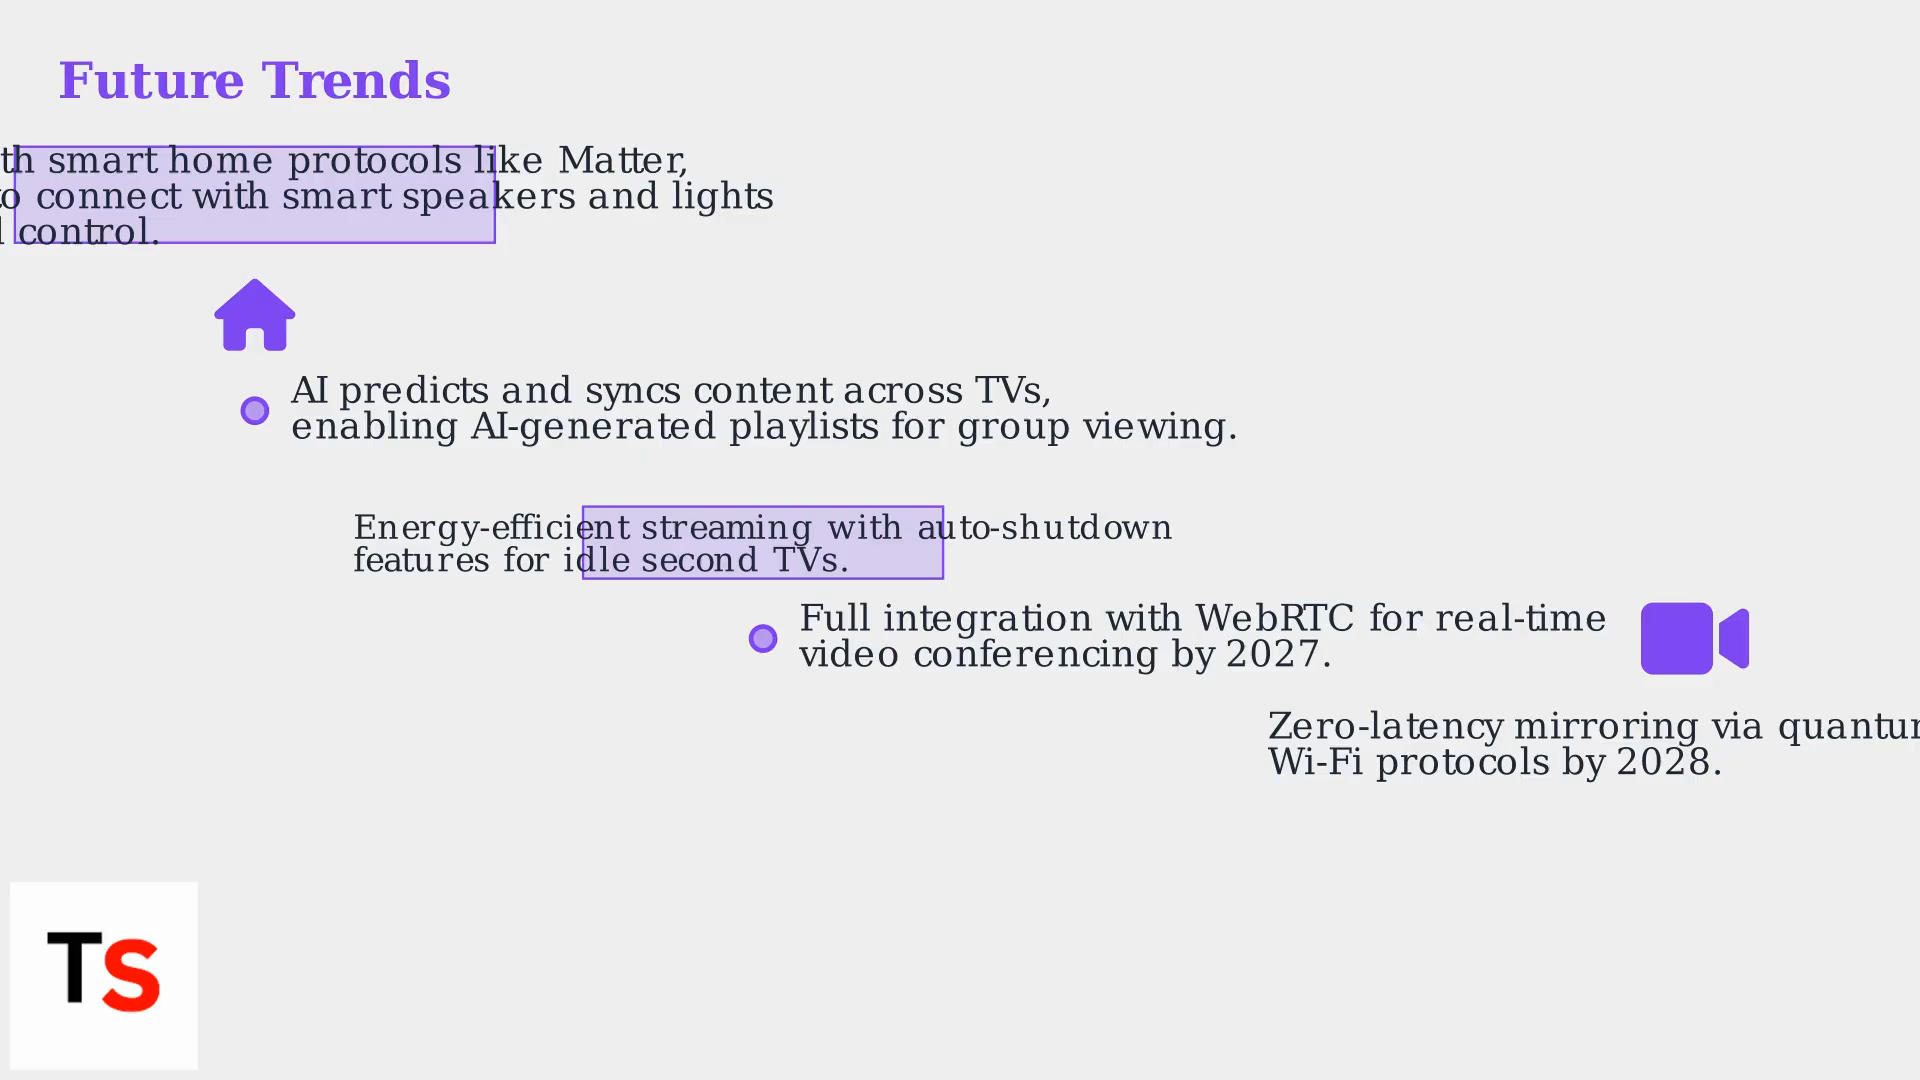 Future Trends
th smart home protocols like Matter,
to connect with smart speakers and lights
control.
AI predicts and syncs content across TVs,
enabling AI-generated playlists for group viewing.
Energy-efficient streaming with auto-shutdown
features for idle second TVs.
Full integration with WebRTC for real-time
video conferencing by 2027.
Zero-latency mirroring via
Wi-Fi protocols by 2028.
TS